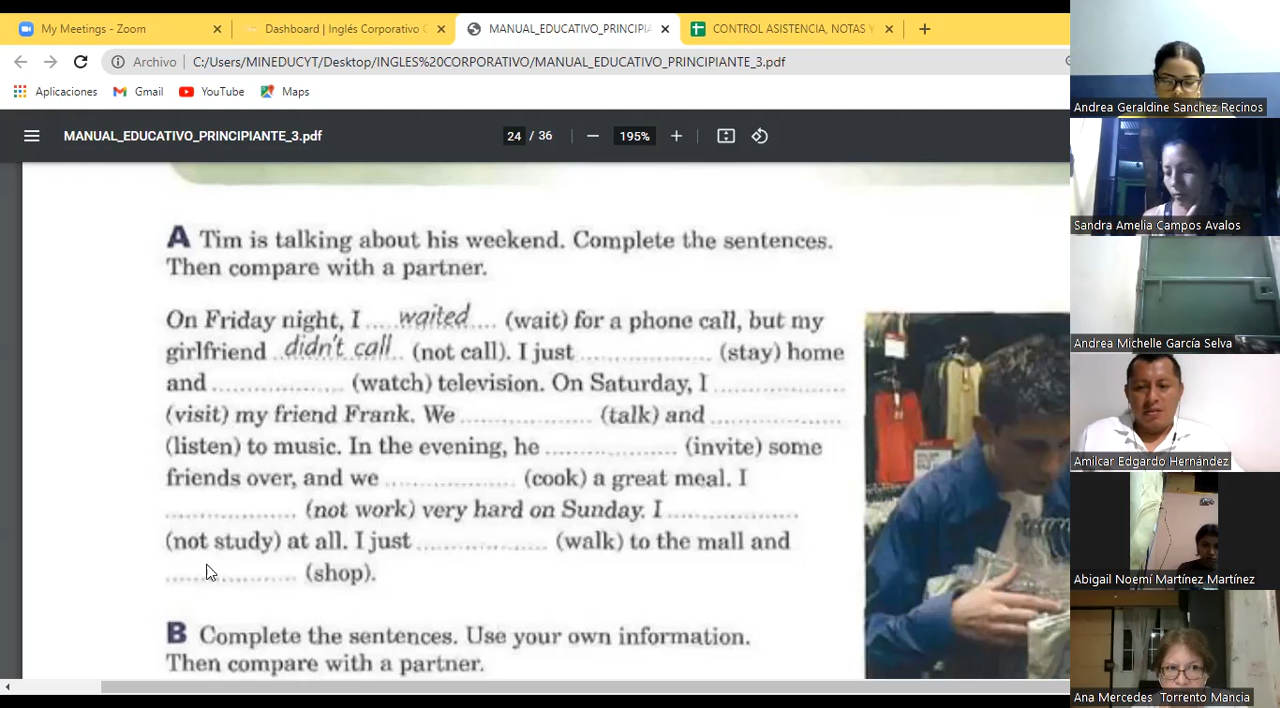 My Meetings - Zoom
Dashboard | Inglés Corporativo
MANUAL_EDUCATIVO_PRINCIPIA
CONTROL ASISTENCIA, NOTAS Y
Archivo
C:/Users/MINEDUCYT/Desktop/INGLES%20CORPORATIVO/MANUAL_EDUCATIVO_PRINCIPIANTE_3.pdf
Aplicaciones
Gmail
YouTube
Maps
MANUAL_EDUCATIVO_PRINCIPIANTE_3.pdf
24 / 36
195%
A Tim is talking about his weekend. Complete the sentences.
Then compare with a partner.
On Friday night, I ....waited.... (wait) for a phone call, but my
girlfriend ..didn't call.. (not call). I just .................... (stay) home
and .................... (watch) television. On Saturday, I ....................
(visit) my friend Frank. We .................... (talk) and ....................
(listen) to music. In the evening, he .................... (invite) some
friends over, and we .................... (cook) a great meal. I
.................... (not work) very hard on Sunday. I ....................
(not study) at all. I just .................... (walk) to the mall and
.................... (shop).
B Complete the sentences. Use your own information.
Then compare with a partner.
Andrea Geraldine Sanchez Recinos
Sandra Amelia Campos Avalos
Andrea Michelle García Selva
Amilcar Edgardo Hernández
Abigail Noemí Martínez Martínez
Ana Mercedes Torrento Mancia